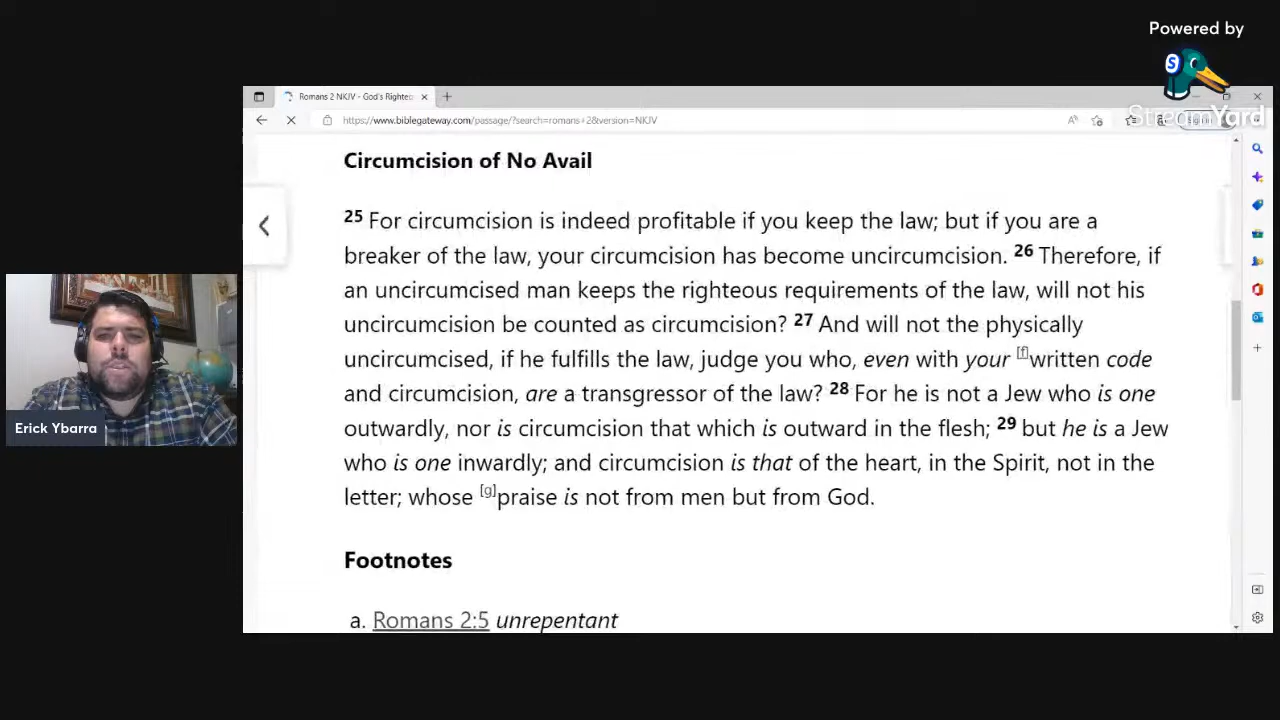 Powered by
S
StreamYard
Romans 2 NKJV - God's Righteo
https://www.biblegateway.com/passage/?search=romans+2&version=NKJV
Circumcision of No Avail
25 For circumcision is indeed profitable if you keep the law; but if you are a
breaker of the law, your circumcision has become uncircumcision. 26 Therefore, if
an uncircumcised man keeps the righteous requirements of the law, will not his
uncircumcision be counted as circumcision? 27 And will not the physically
uncircumcised, if he fulfills the law, judge you who, even with your [f]written code
and circumcision, are a transgressor of the law? 28 For he is not a Jew who is one
outwardly, nor is circumcision that which is outward in the flesh; 29 but he is a Jew
who is one inwardly; and circumcision is that of the heart, in the Spirit, not in the
letter; whose [g]praise is not from men but from God.
Footnotes
a. Romans 2:5 unrepentant
Erick Ybarra